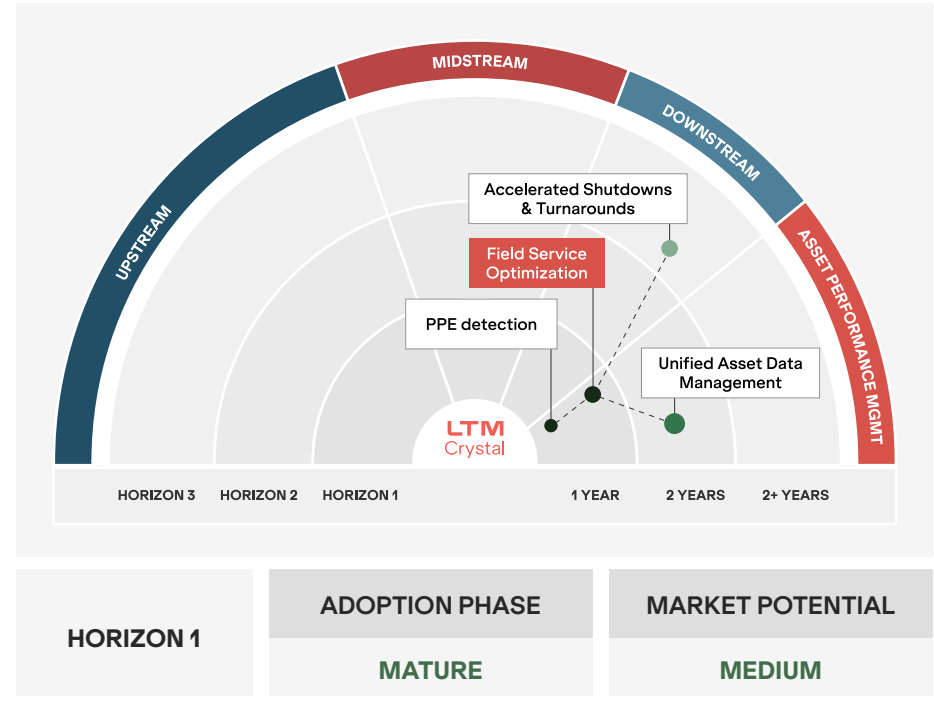 MIDSTREAM
DOWNSTREAM
UPSTREAM
ASSET PERFORMANCE MGMT
Accelerated Shutdowns
& Turnarounds
Field Service
Optimization
PPE detection
Unified Asset Data
Management
LTM
Crystal
HORIZON 3 HORIZON 2 HORIZON 1 1 YEAR 2 YEARS 2+ YEARS
HORIZON 1
ADOPTION PHASE
MATURE
MARKET POTENTIAL
MEDIUM